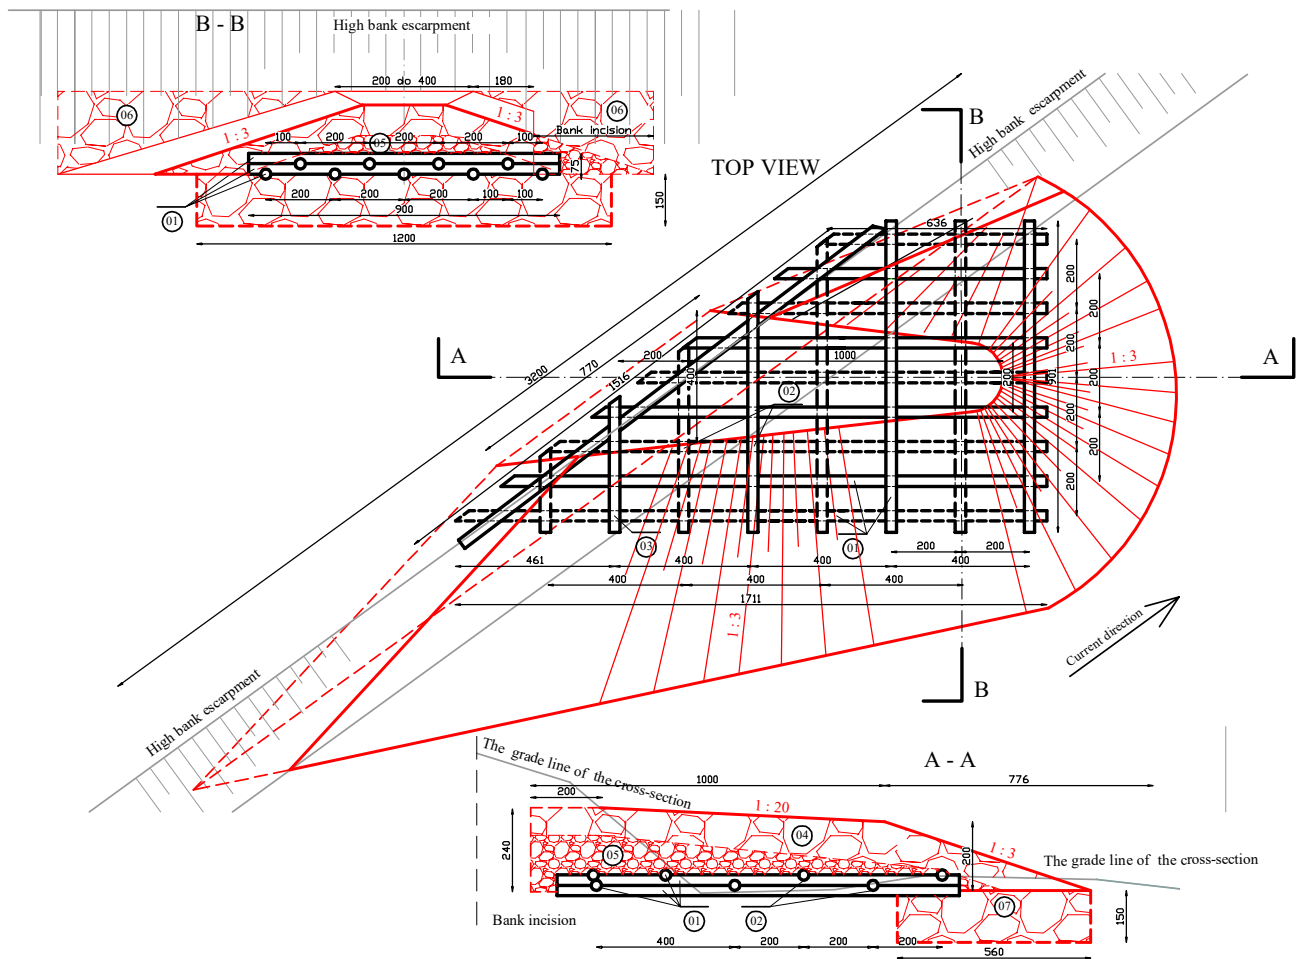 B - B
High bank escarpment
200 do 400
180
06
06
1 : 3
1 : 3
Bank Incision
100
200
05
200
200
100
75
01
200
200
200
100
100
150
900
1200
TOP VIEW
B
High bank escarpment
636
200
200
A
A
200
1000
400
200
901
200
200
1 : 3
3200
770
1516
02
200
200
200
03
01
461
400
400
200
200
400
400
400
400
1711
1 : 3
Current direction
B
High bank escarpment
A - A
The grade line of the cross-section
1000
776
200
1 : 20
240
04
05
200
1 : 3
The grade line of the cross-section
Bank incision
01
02
07
150
400
200
200
200
560